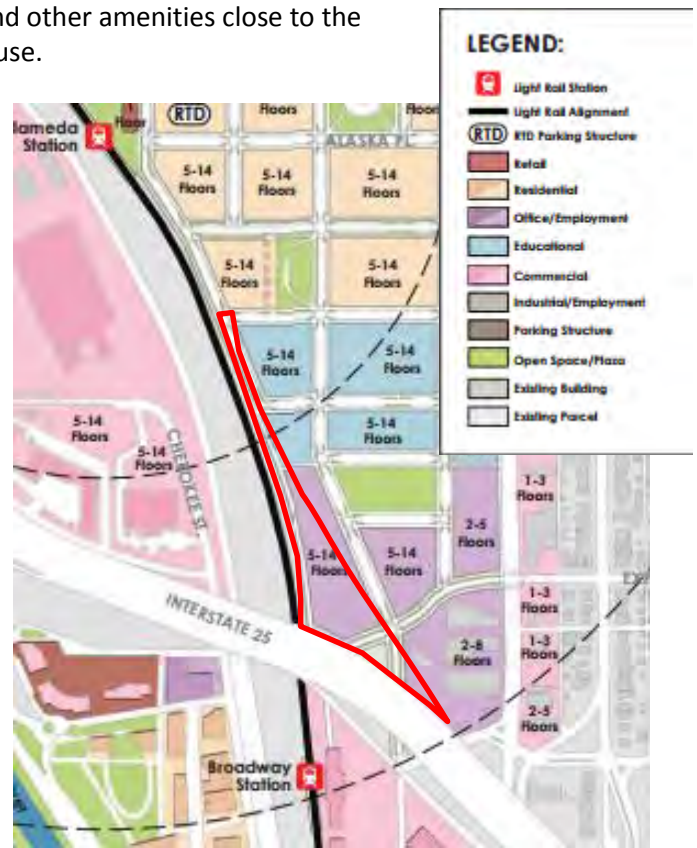 nd other amenities close to the
use.
LEGEND:
Light Rail Station
Light Rail Alignment
RTD
RTD Parking Structure
Retail
Residential
Office/Employment
Educational
Commercial
Industrial/Employment
Parking Structure
Open Space/Plaza
Existing Building
Existing Parcel
lameda
Station
Floor
RTD
Floors
Floor
ALASKA PL
5-14
Floors
5-14
Floors
5-14
Floors
5-14
Floors
5-14
Floors
5-14
Floors
5-14
Floors
5-14
Floors
5-14
Floors
5-14
Floors
CHEROKEE ST.
1-3
Floors
2-5
Floors
5-14
Floors
5-14
Floors
EX
1-3
Floors
INTERSTATE 25
2-8
Floors
1-3
Floors
2-5
Floors
Broadway
Station